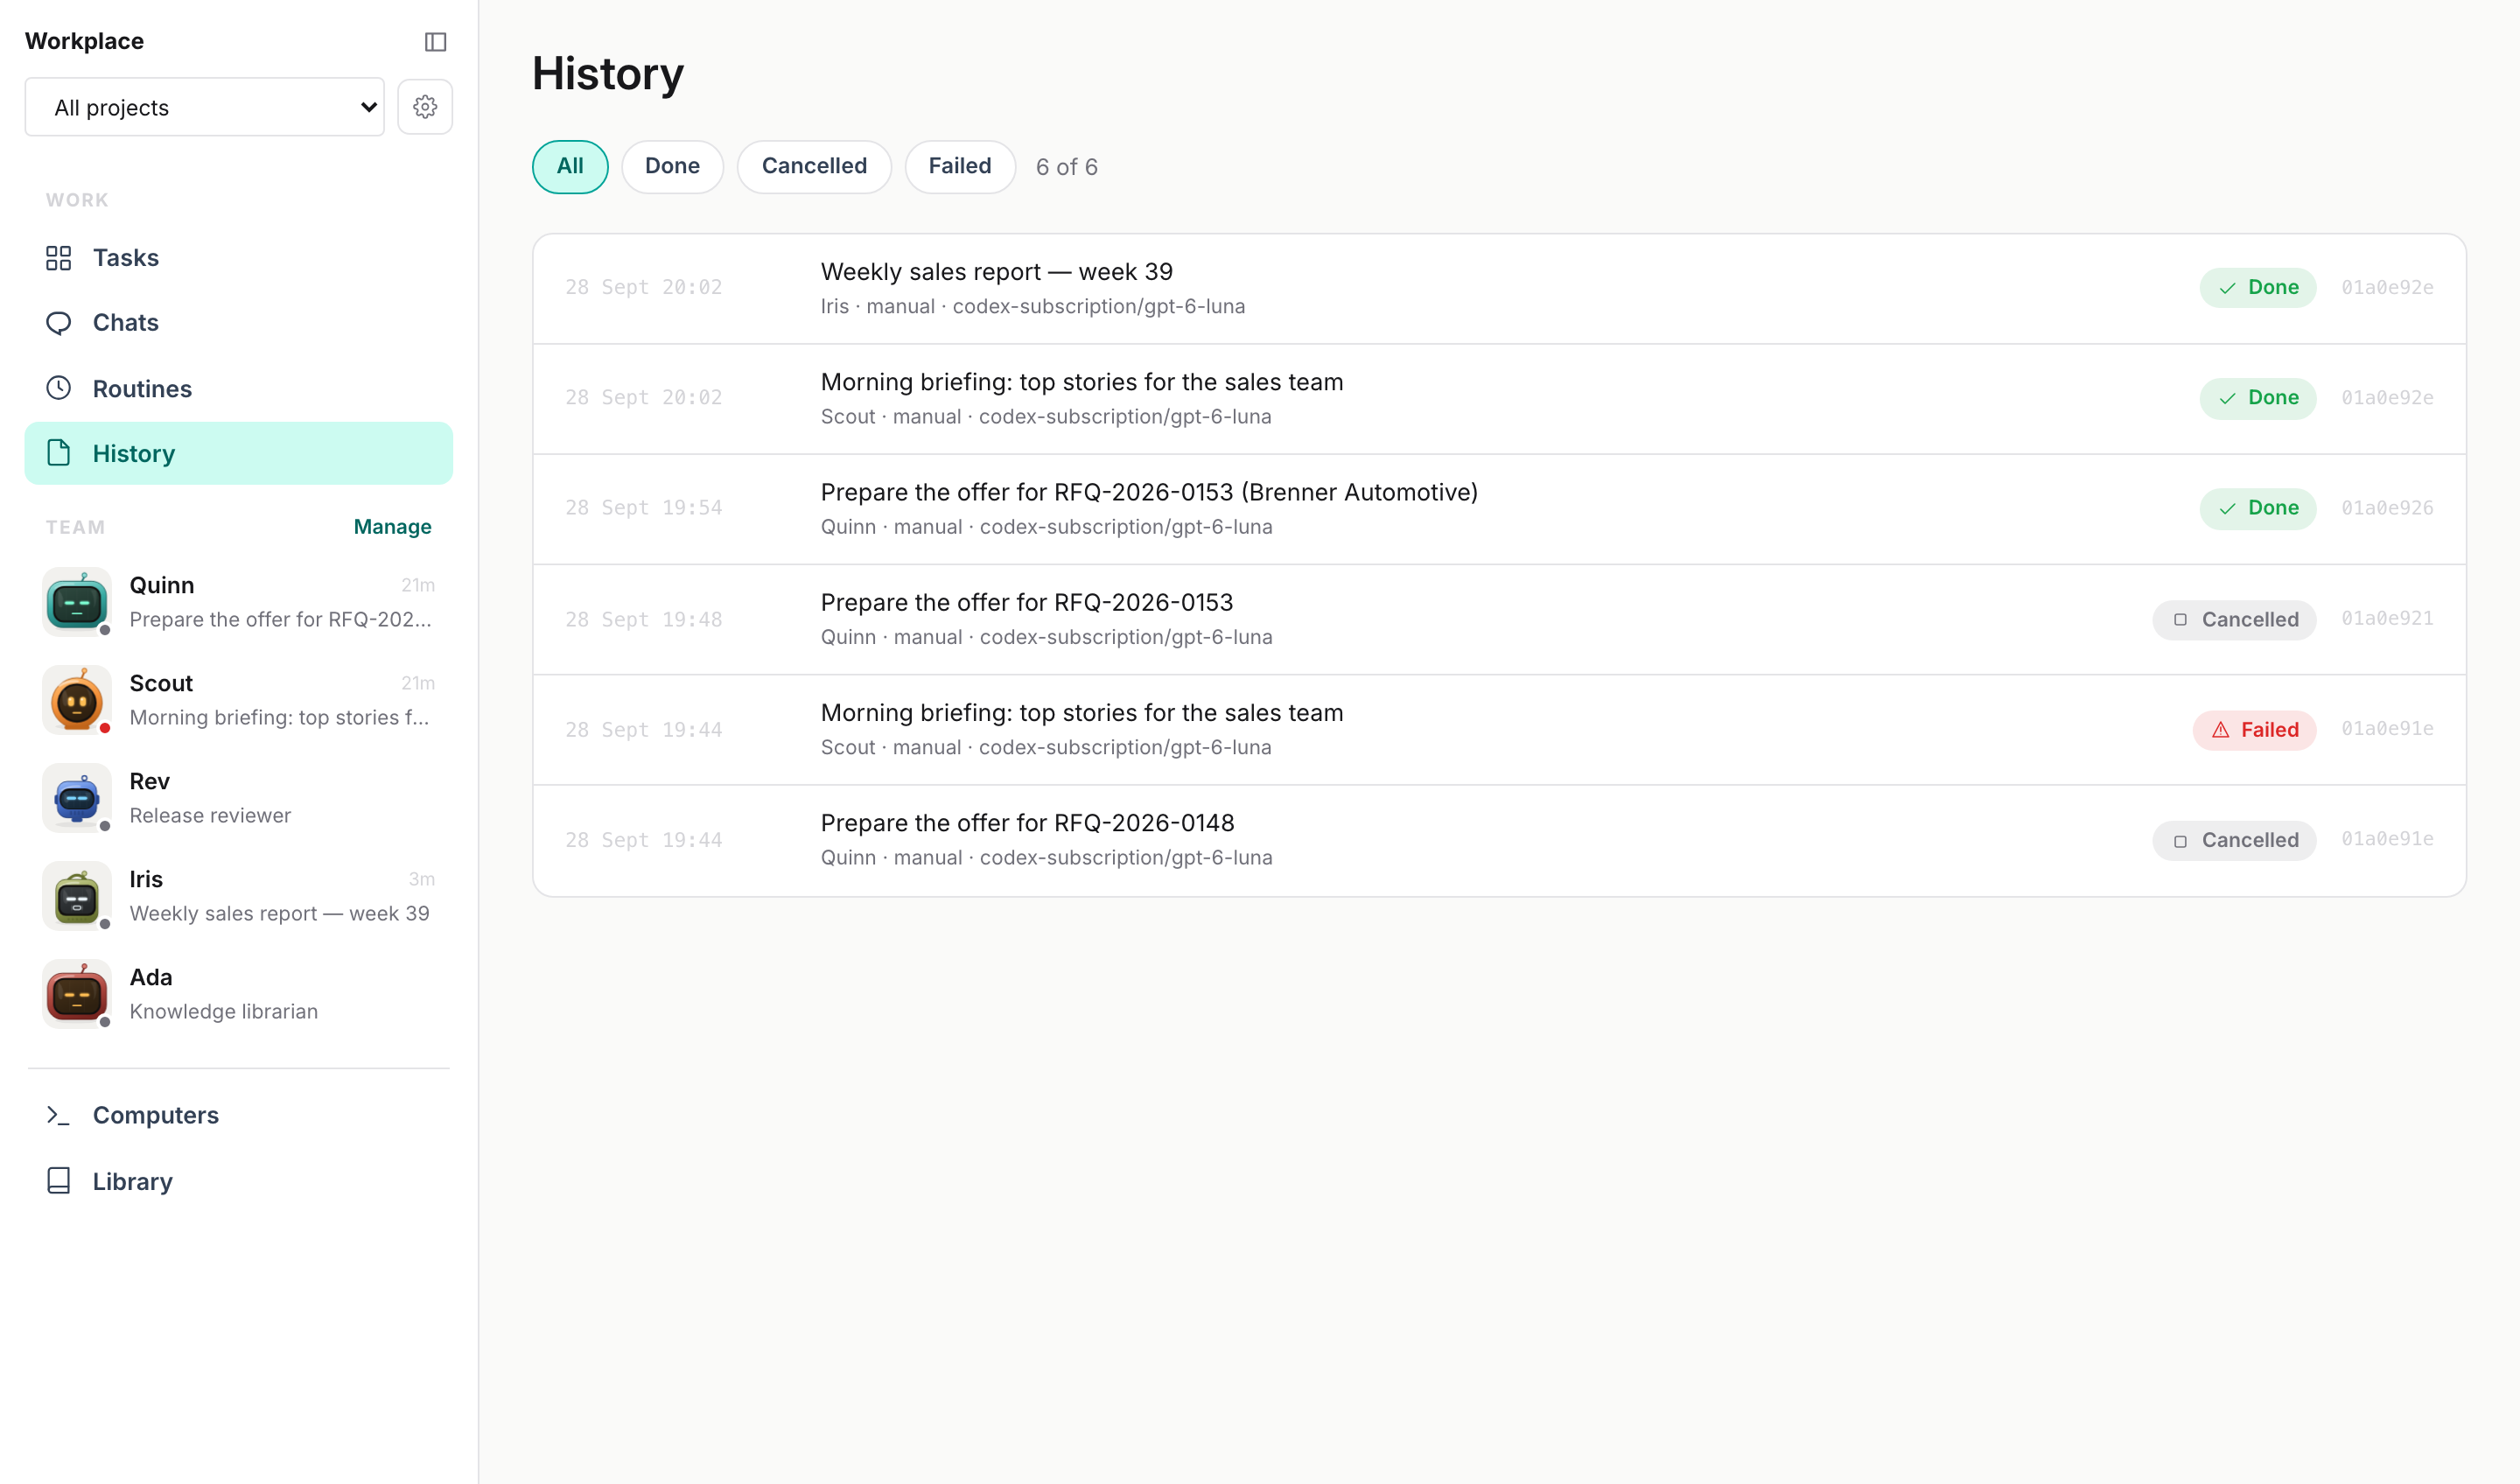 Workplace
All projects
WORK
Tasks
Chats
Routines
History
TEAM
Manage
Quinn
21m
Prepare the offer for RFQ-202...
Scout
21m
Morning briefing: top stories f...
Rev
Release reviewer
Iris
3m
Weekly sales report — week 39
Ada
Knowledge librarian
Computers
Library
History
All
Done
Cancelled
Failed
6 of 6
28 Sept 20:02
Weekly sales report — week 39
Iris · manual · codex-subscription/gpt-6-luna
Done
01a0e92e
28 Sept 20:02
Morning briefing: top stories for the sales team
Scout · manual · codex-subscription/gpt-6-luna
Done
01a0e92e
28 Sept 19:54
Prepare the offer for RFQ-2026-0153 (Brenner Automotive)
Quinn · manual · codex-subscription/gpt-6-luna
Done
01a0e926
28 Sept 19:48
Prepare the offer for RFQ-2026-0153
Quinn · manual · codex-subscription/gpt-6-luna
Cancelled
01a0e921
28 Sept 19:44
Morning briefing: top stories for the sales team
Scout · manual · codex-subscription/gpt-6-luna
Failed
01a0e91e
28 Sept 19:44
Prepare the offer for RFQ-2026-0148
Quinn · manual · codex-subscription/gpt-6-luna
Cancelled
01a0e91e